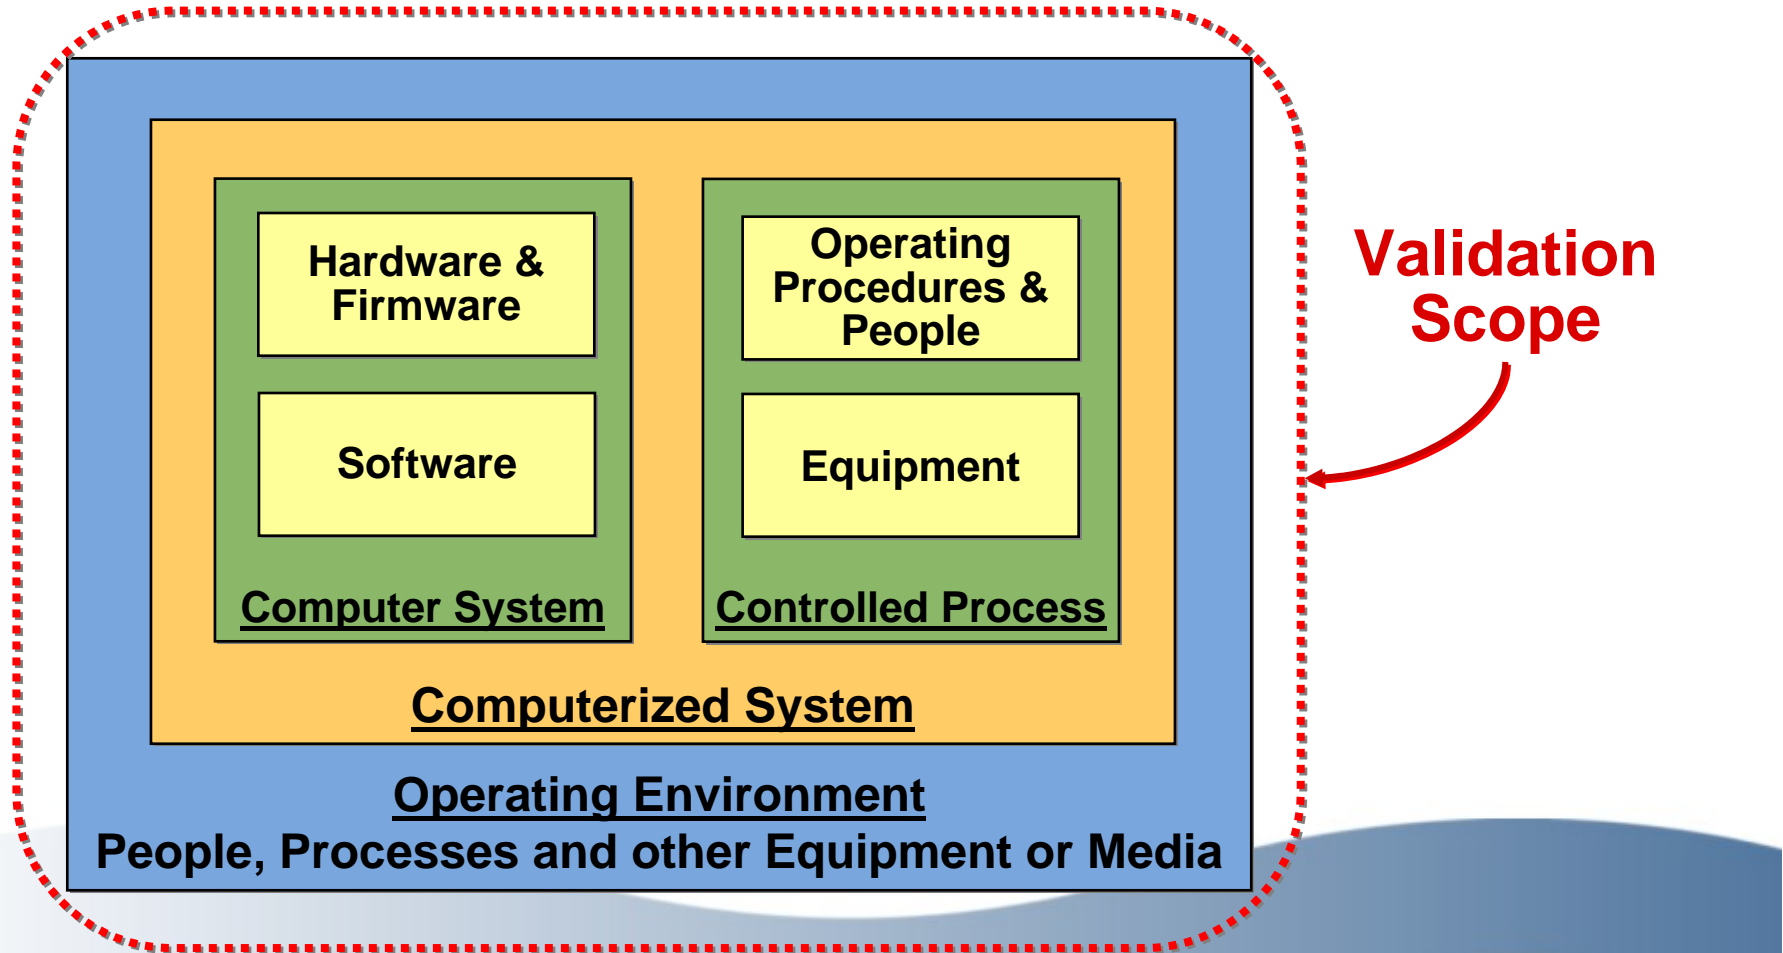 Hardware &
Firmware
Software
Computer System
Operating
Procedures &
People
Equipment
Controlled Process
Computerized System
Operating Environment
People, Processes and other Equipment or Media
Validation
Scope